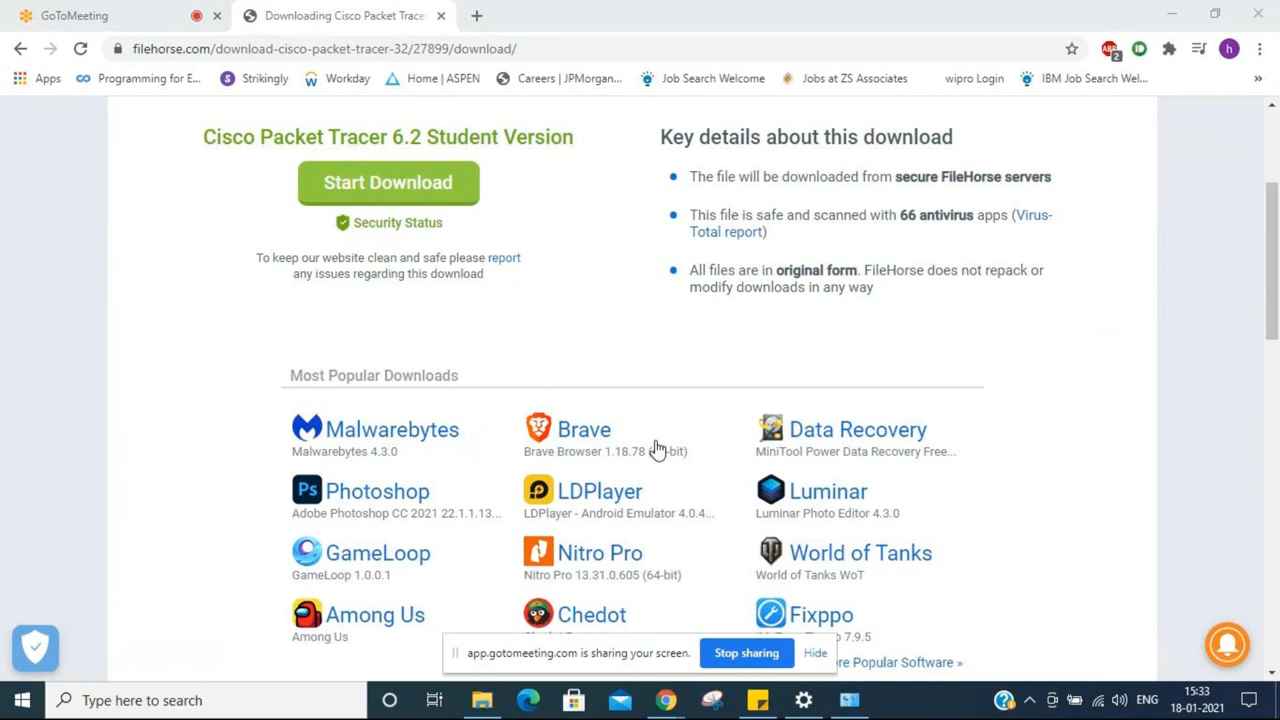 GoToMeeting
Downloading Cisco Packet Tracer
filehorse.com/download-cisco-packet-tracer-32/27899/download/
ABP
2
h
Apps
Programming for E...
Strikingly
Workday
Home | ASPEN
Careers | JPMorgan...
Job Search Welcome
Jobs at ZS Associates
wipro Login
IBM Job Search Wel...
»
Cisco Packet Tracer 6.2 Student Version
Start Download
Security Status
To keep our website clean and safe please report
any issues regarding this download
Key details about this download
The file will be downloaded from secure FileHorse servers
This file is safe and scanned with 66 antivirus apps (Virus-
Total report)
All files are in original form. FileHorse does not repack or
modify downloads in any way
Most Popular Downloads
Malwarebytes
Malwarebytes 4.3.0
Brave
Brave Browser 1.18.78
Data Recovery
MiniTool Power Data Recovery Free...
Ps
Photoshop
Adobe Photoshop CC 2021 22.1.1.13...
LDPlayer
LDPlayer - Android Emulator 4.0.4...
Luminar
Luminar Photo Editor 4.3.0
GameLoop
GameLoop 1.0.0.1
Nitro Pro
Nitro Pro 13.31.0.605 (64-bit)
World of Tanks
World of Tanks WoT
Among Us
Among Us
Chedot
Fixppo
7.9.5
Popular Software »
app.gotomeeting.com is sharing your screen.
Stop sharing
Hide
Type here to search
ENG
15:33
18-01-2021